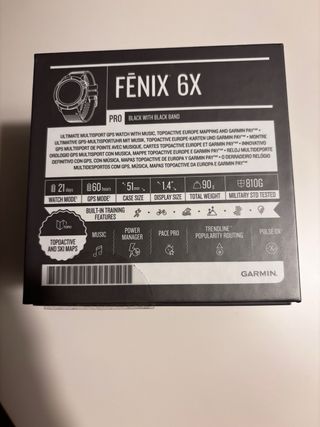 FĒNIX® 6X
PRO BLACK WITH BLACK BAND
ULTIMATE MULTISPORT GPS WATCH WITH MUSIC, TOPOACTIVE EUROPE MAPPING AND GARMIN PAY™ •
ULTIMATIVE GPS-MULTISPORTUHR MIT MUSIK, TOPOACTIVE EUROPE-KARTEN UND GARMIN PAY™ • MONTRE
GPS MULTISPORT DE POINTE AVEC MUSIQUE, CARTES TOPOACTIVE EUROPE ET GARMIN PAY™ • INNOVATIVO
OROLOGIO GPS MULTISPORT CON MUSICA, MAPPE TOPOACTIVE EUROPE E GARMIN PAY™ • RELOJ MULTIDEPORTE
DEFINITIVO CON GPS, CON MÚSICA, MAPAS TOPOACTIVE DE EUROPA Y GARMIN PAY™ • O DERRADEIRO RELÓGIO
MULTIDESPORTOS COM GPS, MÚSICA, MAPAS TOPOACTIVE DA EUROPA E GARMIN PAY™
21 days 60 hours 51 mm 1.4" 90 g 810G
WATCH MODE GPS MODE CASE SIZE DISPLAY SIZE TOTAL WEIGHT MILITARY STD TESTED
BUILT-IN TRAINING
FEATURES
TOPO
TOPOACTIVE
AND SKI MAPS
MUSIC POWER MANAGER PACE PRO TRENDLINE POPULARITY ROUTING PULSE OX
GARMIN